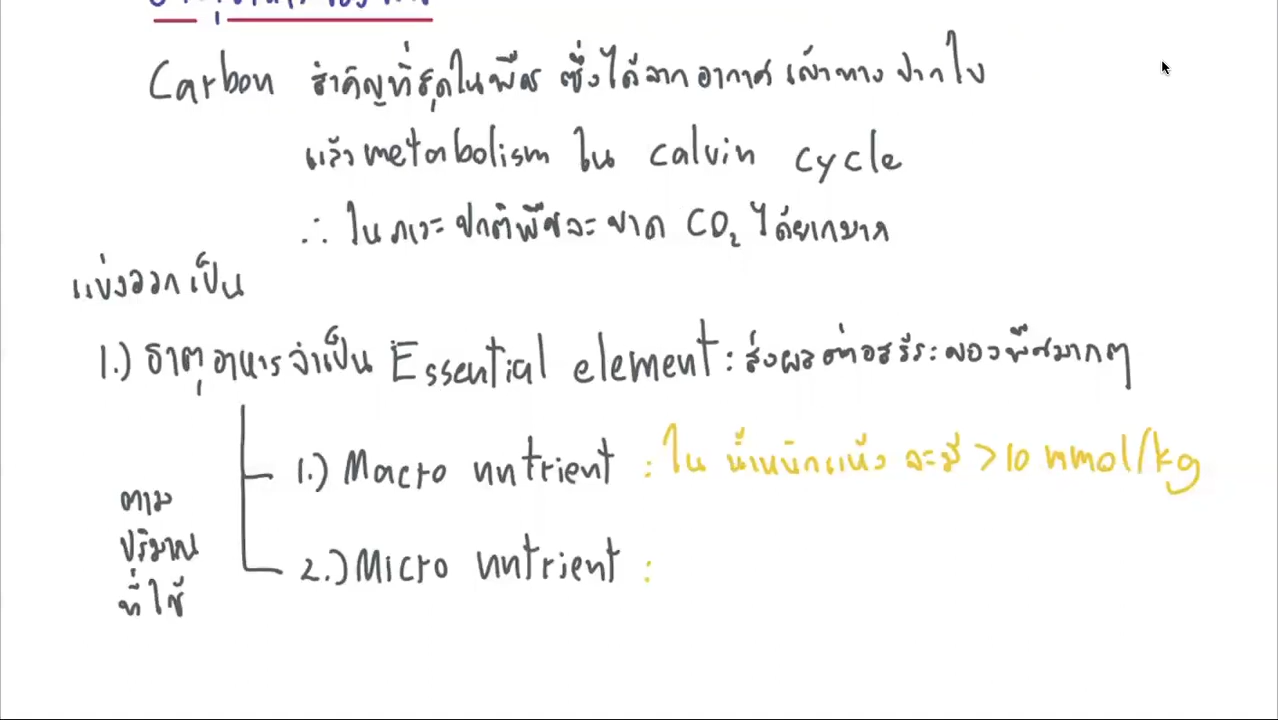 Carbon สำคัญที่สุดในพืช ซึ่งได้จากอากาศ เข้าทางปากใบ
แล้ว metabolism ใน calvin cycle
∴ ในภาวะปกติพืชจะขาด CO₂ ได้ยากมาก
แบ่งออกเป็น
1.) ธาตุอาหารจำเป็น Essential element : ส่งผลต่อสรีระของพืชมากๆ
1.) Macro nutrient : ใน น้ำหนักแห้ง จะมี > 10 mmol/kg
ตาม
ปริมาณ
ที่ใช้
2.) Micro nutrient :